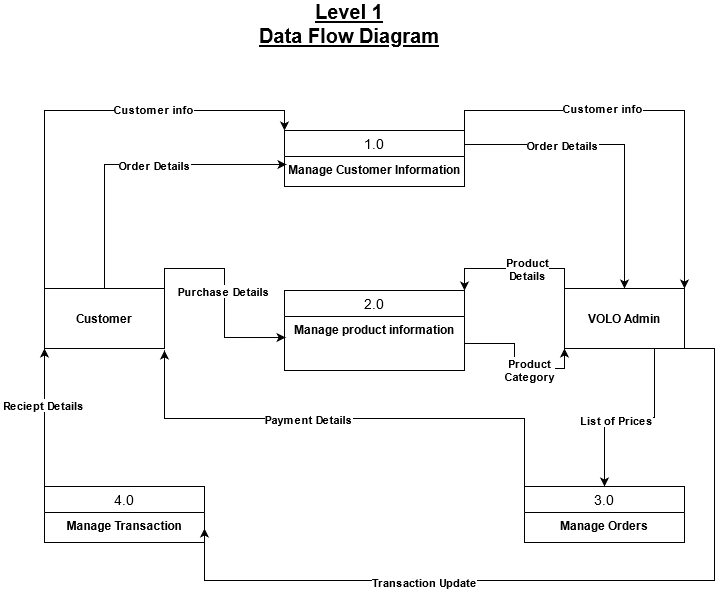 Level 1
Data Flow Diagram
Customer info
Customer info
1.0
Order Details
Order Details
Manage Customer Information
Product
Details
Purchase Details
2.0
Customer
Manage product information
VOLO Admin
Product
Category
Reciept Details
Payment Details
List of Prices
4.0
3.0
Manage Transaction
Manage Orders
Transaction Update